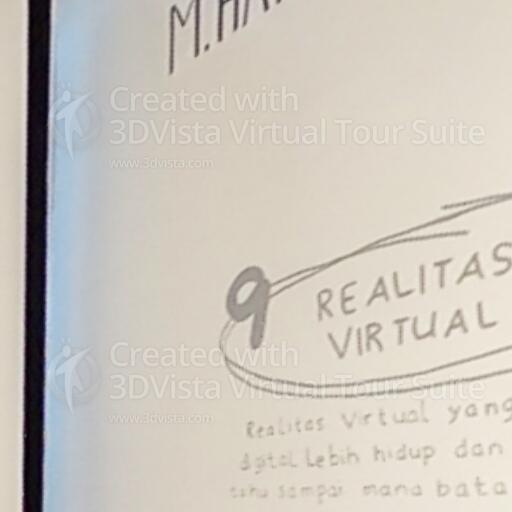 M.HA
Created with
3DVista Virtual Tour Suite
www.3dvista.com
9 REALITAS
VIRTUAL
Created with
3DVista Virtual Tour Suite
www.3dvista.com
Realitas Virtual yang
digital lebih hidup dan
tahu sampai mana bata